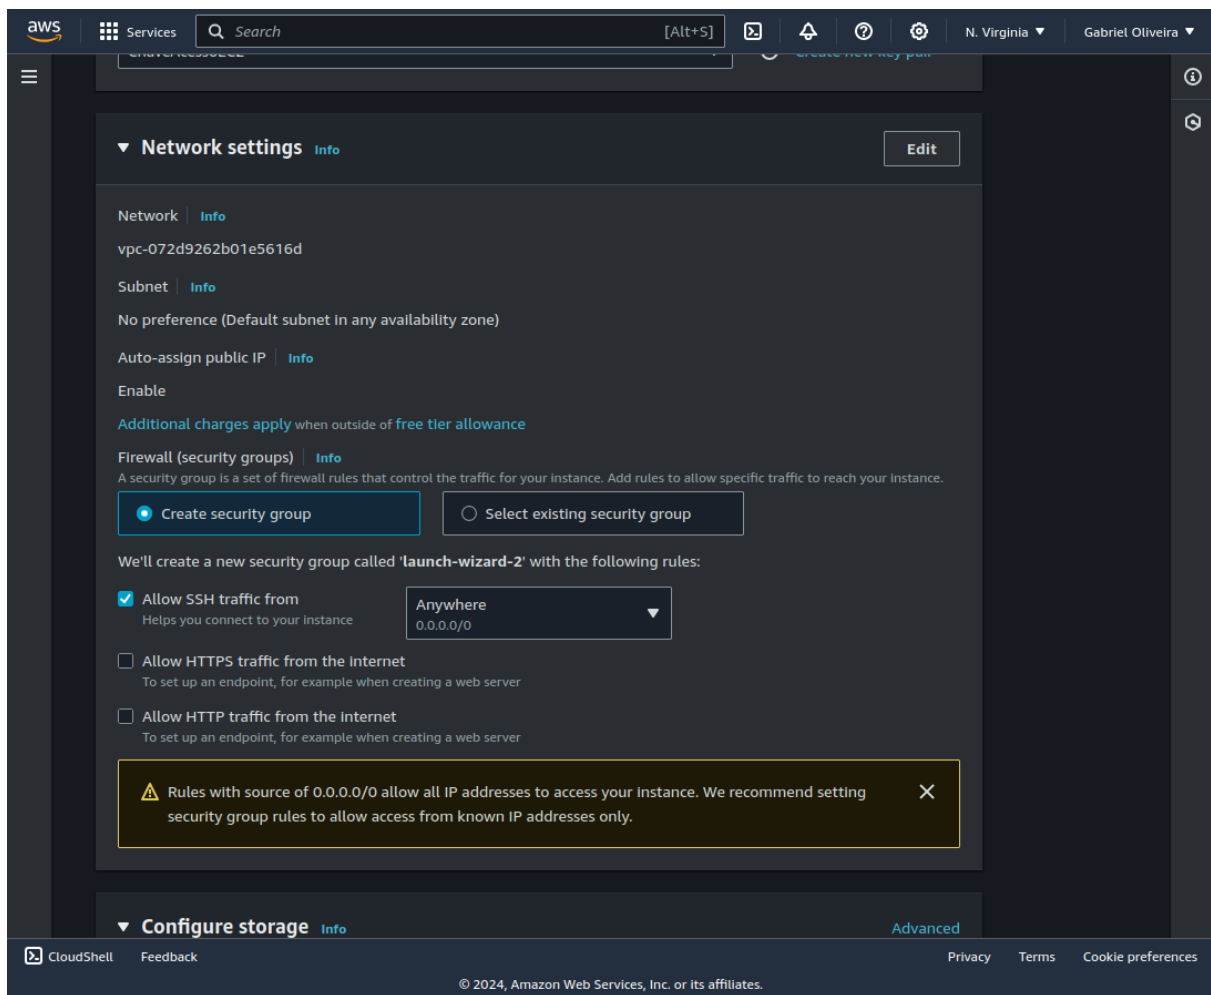 aws
Services
Search
[Alt+S]
N. Virginia
Gabriel Oliveira
Create new key pair
Network settings Info
Edit
Network Info
vpc-072d9262b01e5616d
Subnet Info
No preference (Default subnet in any availability zone)
Auto-assign public IP Info
Enable
Additional charges apply when outside of free tier allowance
Firewall (security groups) Info
A security group is a set of firewall rules that control the traffic for your instance. Add rules to allow specific traffic to reach your instance.
Create security group
Select existing security group
We'll create a new security group called 'launch-wizard-2' with the following rules:
Allow SSH traffic from
Helps you connect to your instance
Anywhere
0.0.0.0/0
Allow HTTPS traffic from the internet
To set up an endpoint, for example when creating a web server
Allow HTTP traffic from the internet
To set up an endpoint, for example when creating a web server
Rules with source of 0.0.0.0/0 allow all IP addresses to access your instance. We recommend setting
security group rules to allow access from known IP addresses only.
Configure storage Info
Advanced
CloudShell
Feedback
Privacy
Terms
Cookie preferences
© 2024, Amazon Web Services, Inc. or its affiliates.